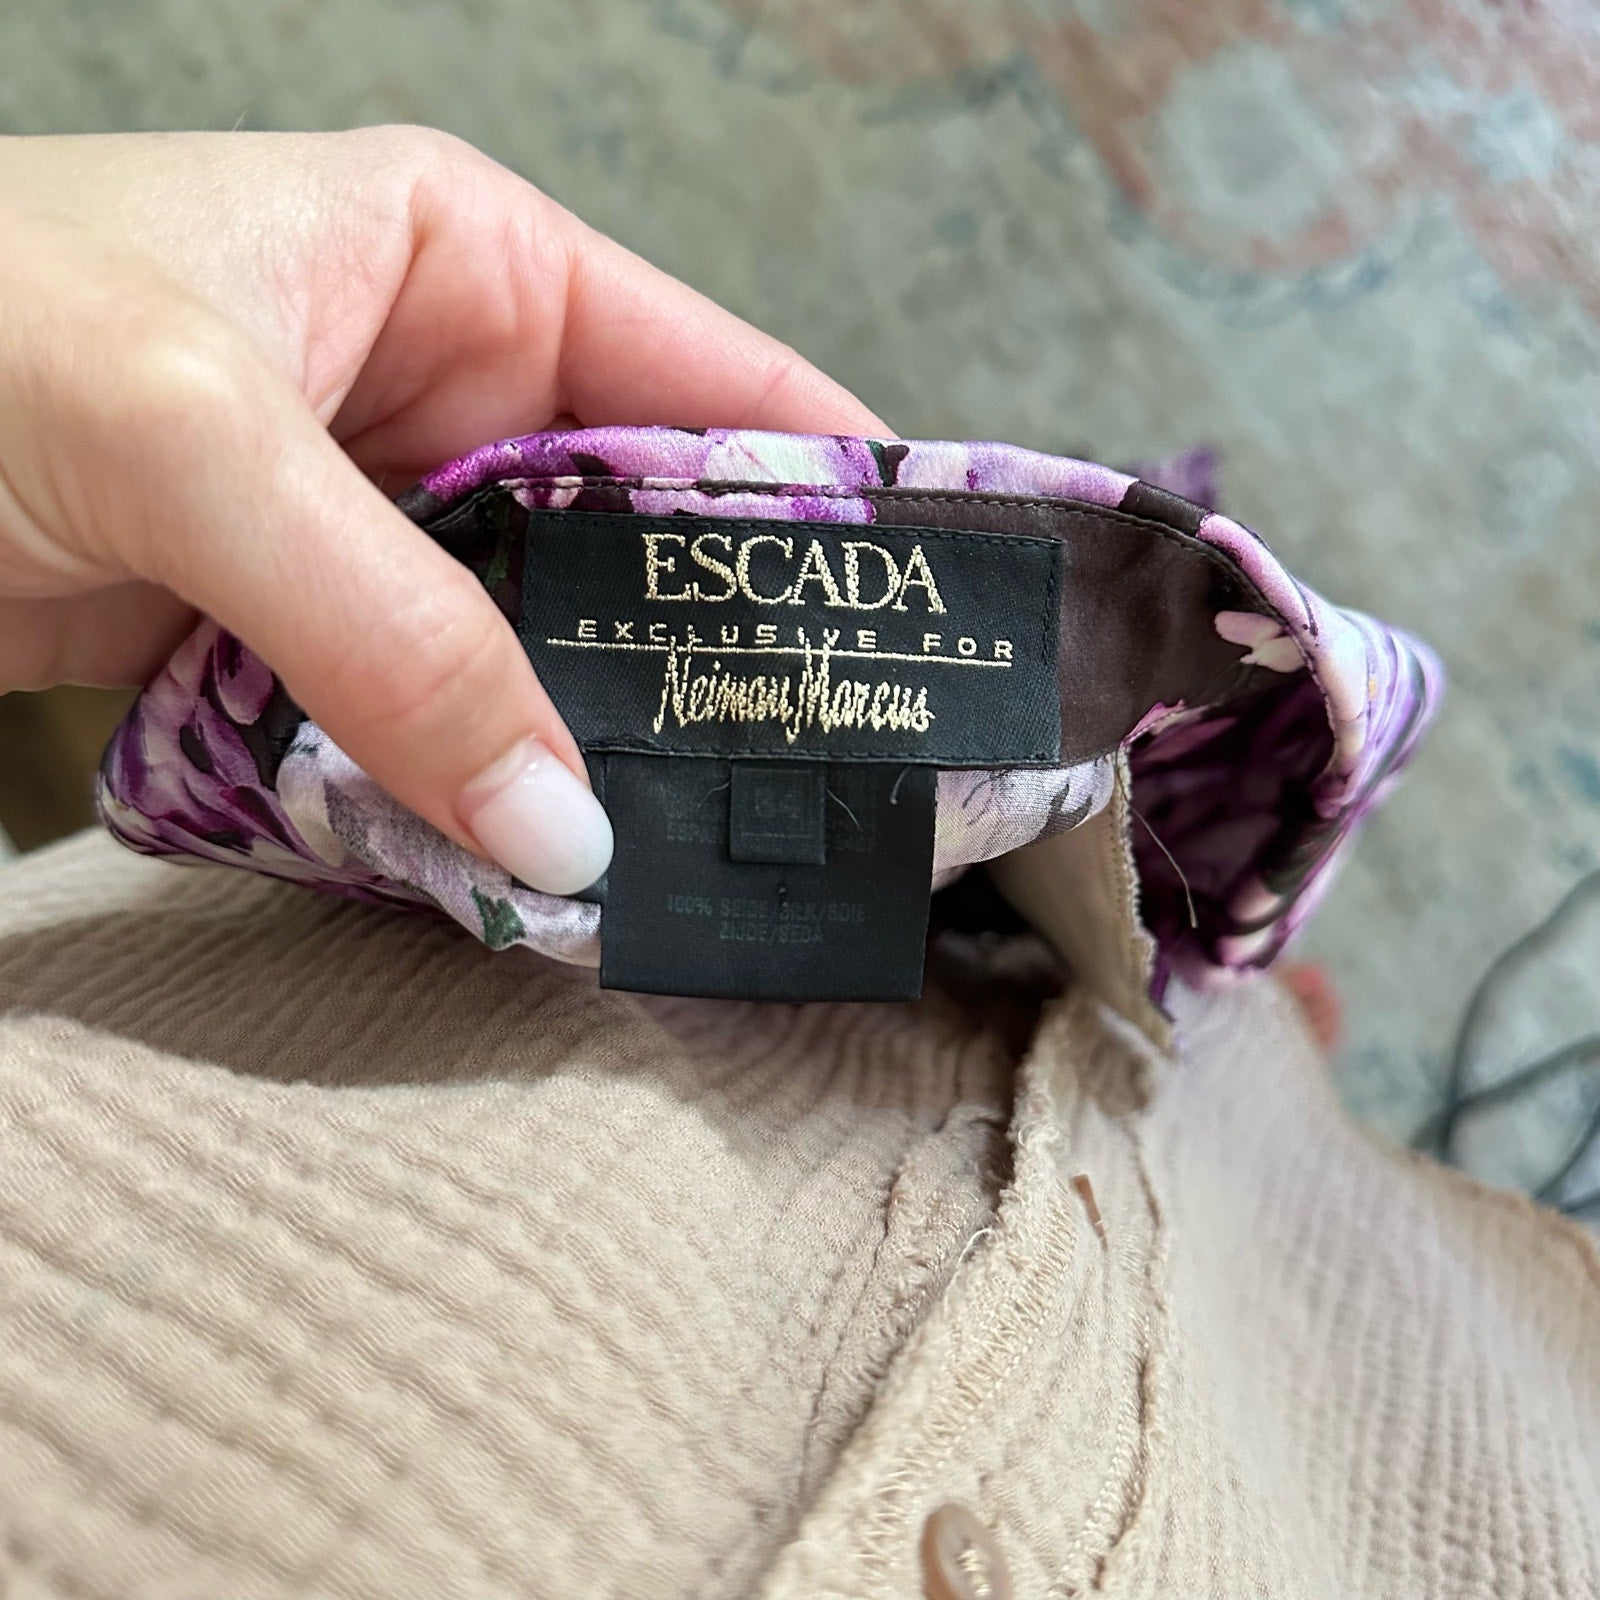 ESCADA
EXCLUSIVE FOR
Neiman Marcus
100% SEIDE/SILK/SOIE
ZIJDE/SEDA